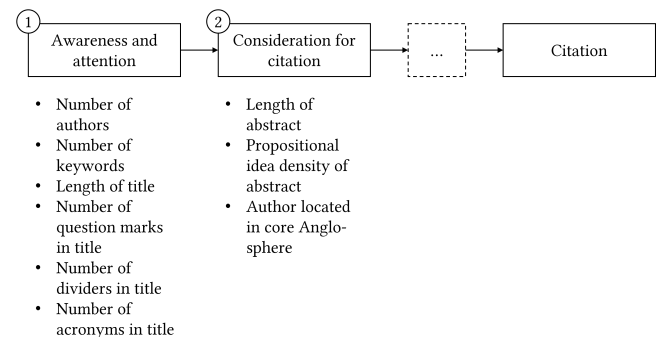 1
Awareness and
attention
2
Consideration for
citation
...
Citation
• Number of
authors
• Number of
keywords
• Length of title
• Number of
question marks
in title
• Number of
dividers in title
• Number of
acronyms in title
• Length of
abstract
• Propositional
idea density of
abstract
• Author located
in core Anglo-
sphere